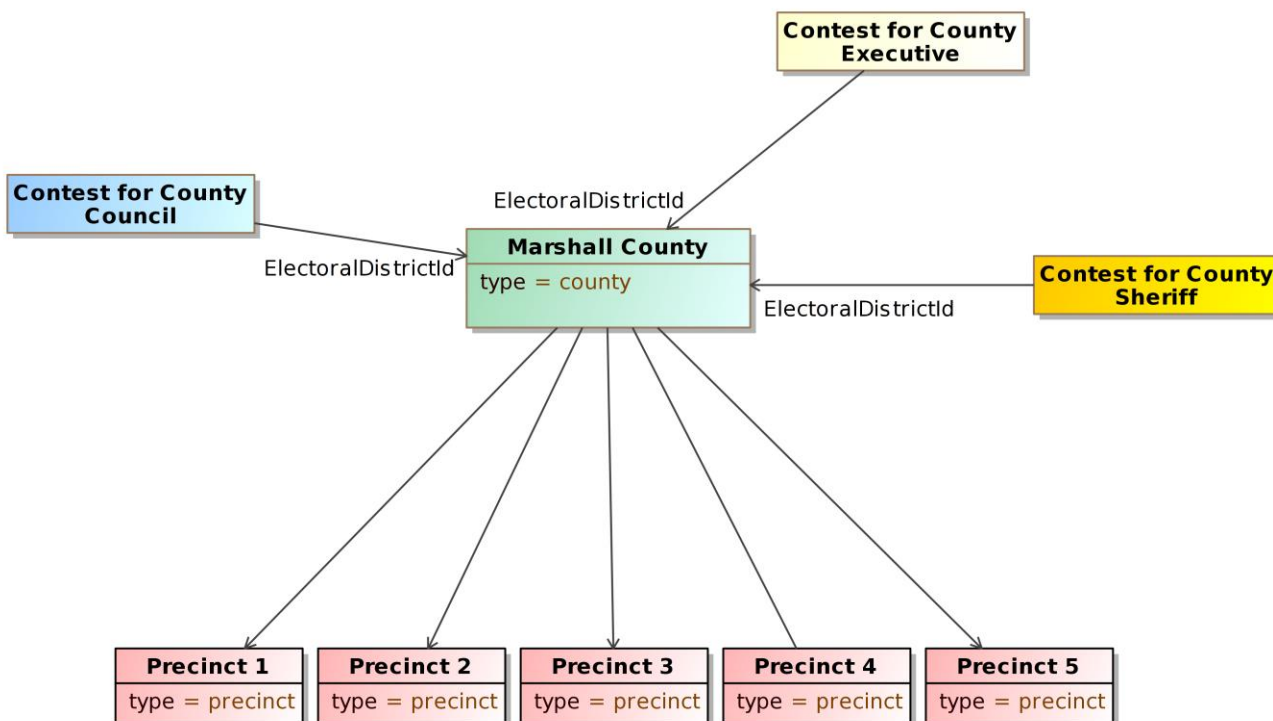 Contest for County
Executive
Contest for County
Council
ElectoralDistrictId
Marshall County
ElectoralDistrictId
type = county
Contest for County
Sheriff
ElectoralDistrictId
Precinct 1
type = precinct
Precinct 2
type = precinct
Precinct 3
type = precinct
Precinct 4
type = precinct
Precinct 5
type = precinct